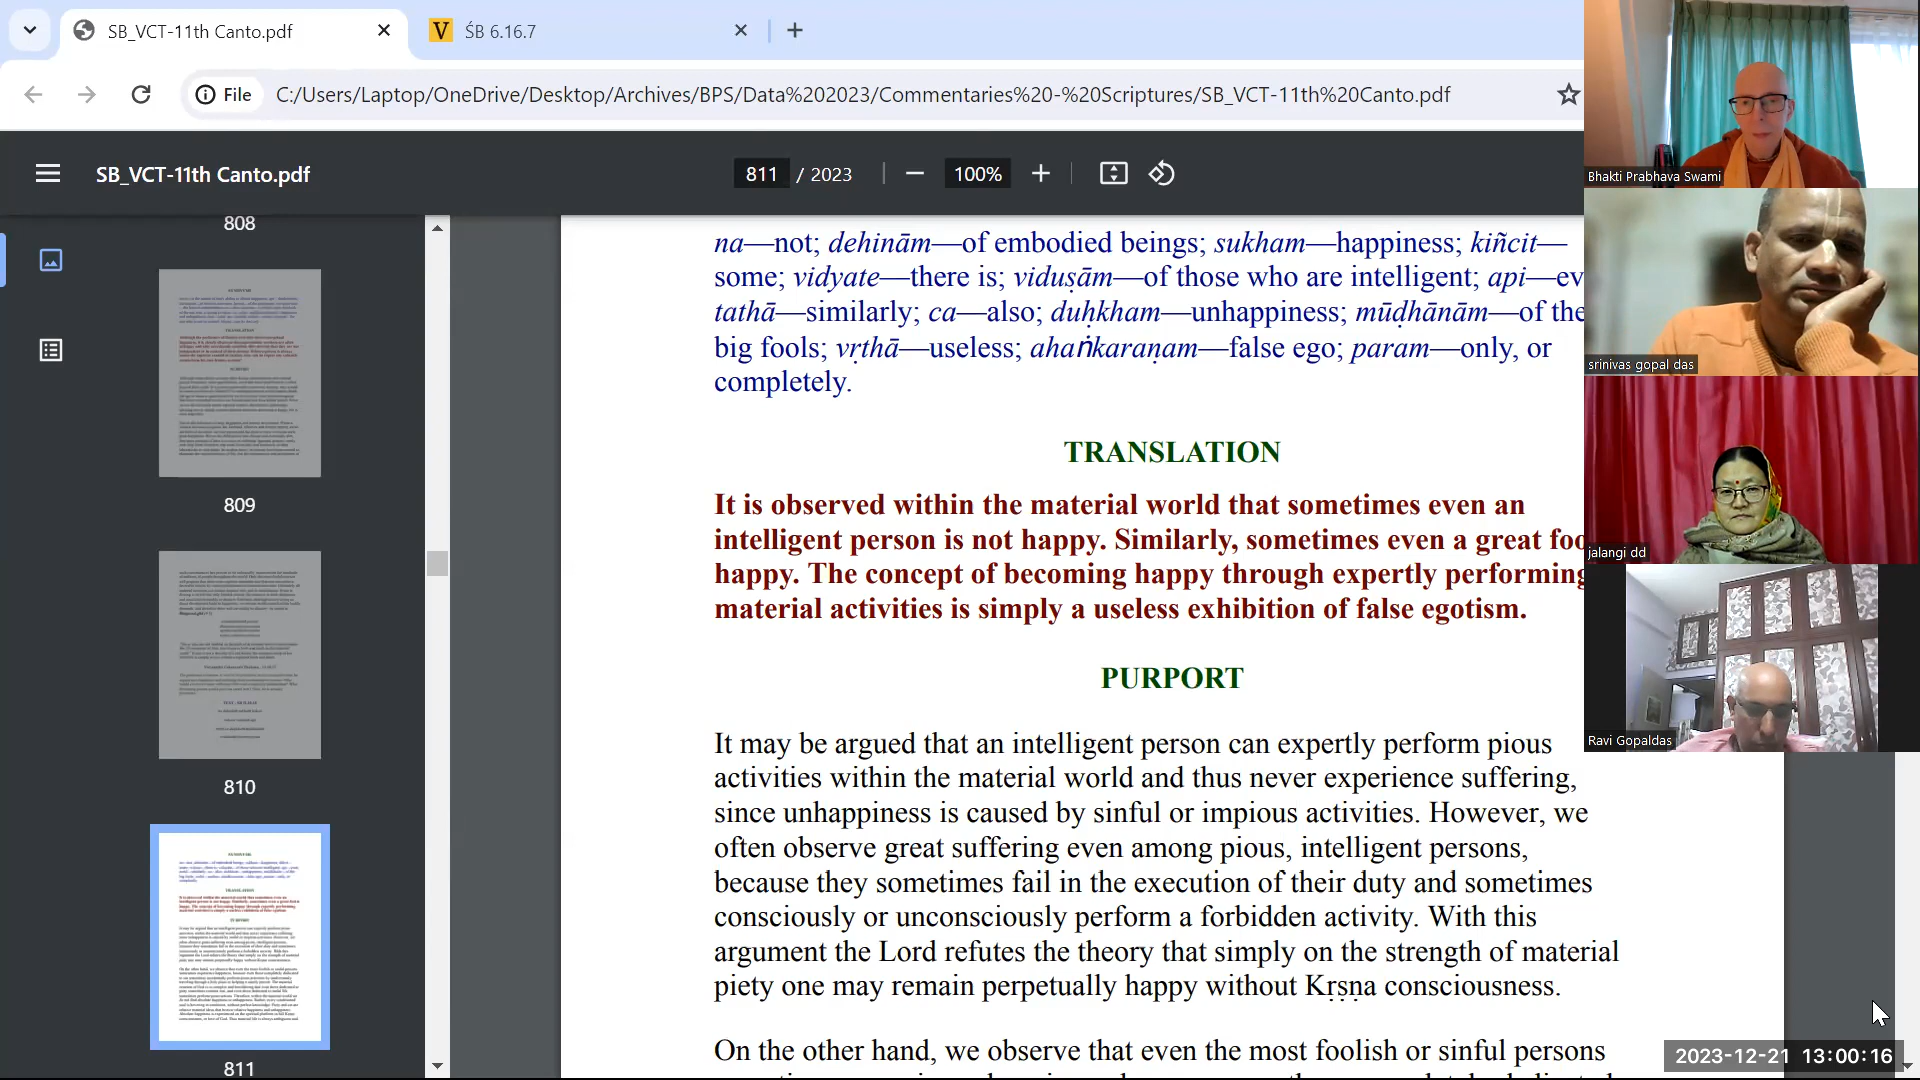 SB_VCT-11th Canto.pdf
ŚB 6.16.7
File
C:/Users/Laptop/OneDrive/Desktop/Archives/BPS/Data%202023/Commentaries%20-%20Scriptures/SB_VCT-11th%20Canto.pdf
SB_VCT-11th Canto.pdf
811 / 2023
100%
808
809
810
811
na—not; dehinām—of embodied beings; sukham—happiness; kiñcit—
some; vidyate—there is; viduṣām—of those who are intelligent; api—ev
tathā—similarly; ca—also; duḥkham—unhappiness; mūḍhānām—of the
big fools; vṛthā—useless; ahaṅkaraṇam—false ego; param—only, or
completely.
TRANSLATION
It is observed within the material world that sometimes even an
intelligent person is not happy. Similarly, sometimes even a great foo
happy. The concept of becoming happy through expertly performing
material activities is simply a useless exhibition of false egotism.
PURPORT
It may be argued that an intelligent person can expertly perform pious
activities within the material world and thus never experience suffering,
since unhappiness is caused by sinful or impious activities. However, we
often observe great suffering even among pious, intelligent persons,
because they sometimes fail in the execution of their duty and sometimes
consciously or unconsciously perform a forbidden activity. With this
argument the Lord refutes the theory that simply on the strength of material
piety one may remain perpetually happy without Kṛṣṇa consciousness.
On the other hand, we observe that even the most foolish or sinful persons
Bhakti Prabhava Swami
srinivas gopal das
jalangi dd
Ravi Gopaldas
2023-12-21 13:00:16